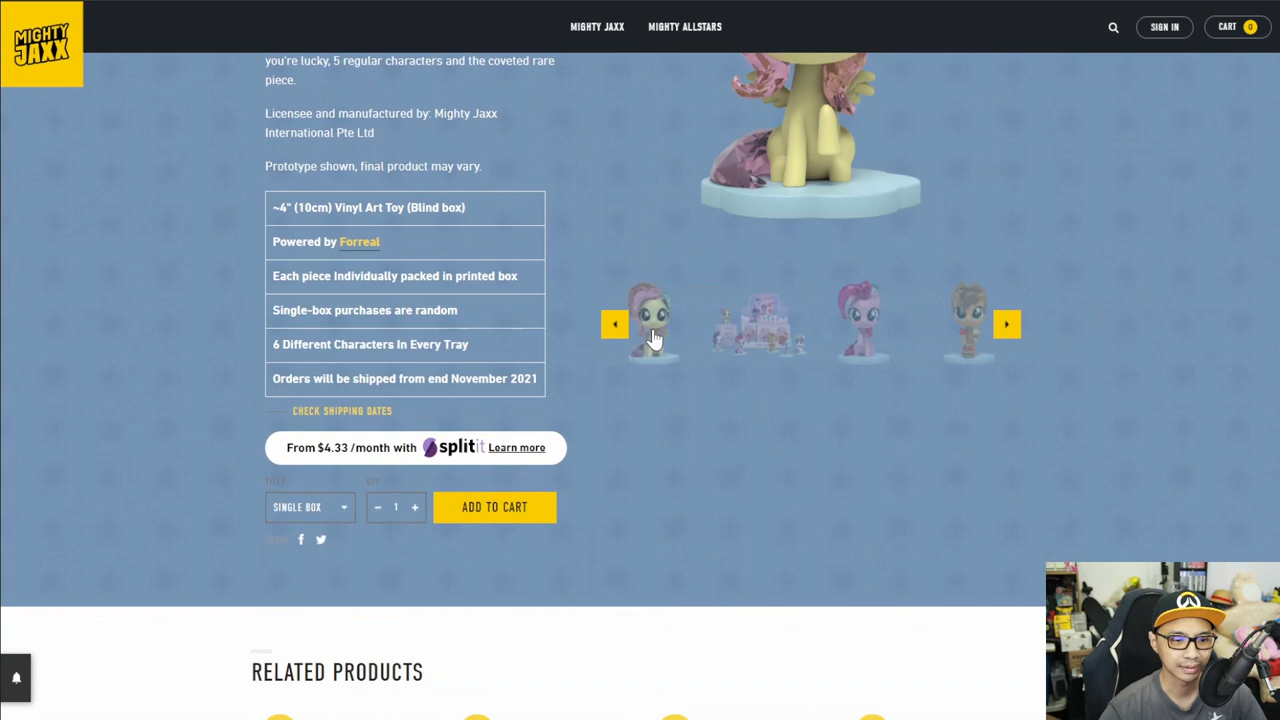 MIGHTY
JAXX
MIGHTY JAXX
MIGHTY ALLSTARS
SIGN IN
CART 0
you're lucky, 5 regular characters and the coveted rare
piece.
Licensee and manufactured by: Mighty Jaxx
International Pte Ltd
Prototype shown, final product may vary.
~4" (10cm) Vinyl Art Toy (Blind box)
Powered by Forreal
Each piece Individually packed in printed box
Single-box purchases are random
6 Different Characters In Every Tray
Orders will be shipped from end November 2021
CHECK SHIPPING DATES
From $4.33 /month with splitit Learn more
TITLE
QTY
SINGLE BOX
− 1 +
ADD TO CART
RELATED PRODUCTS